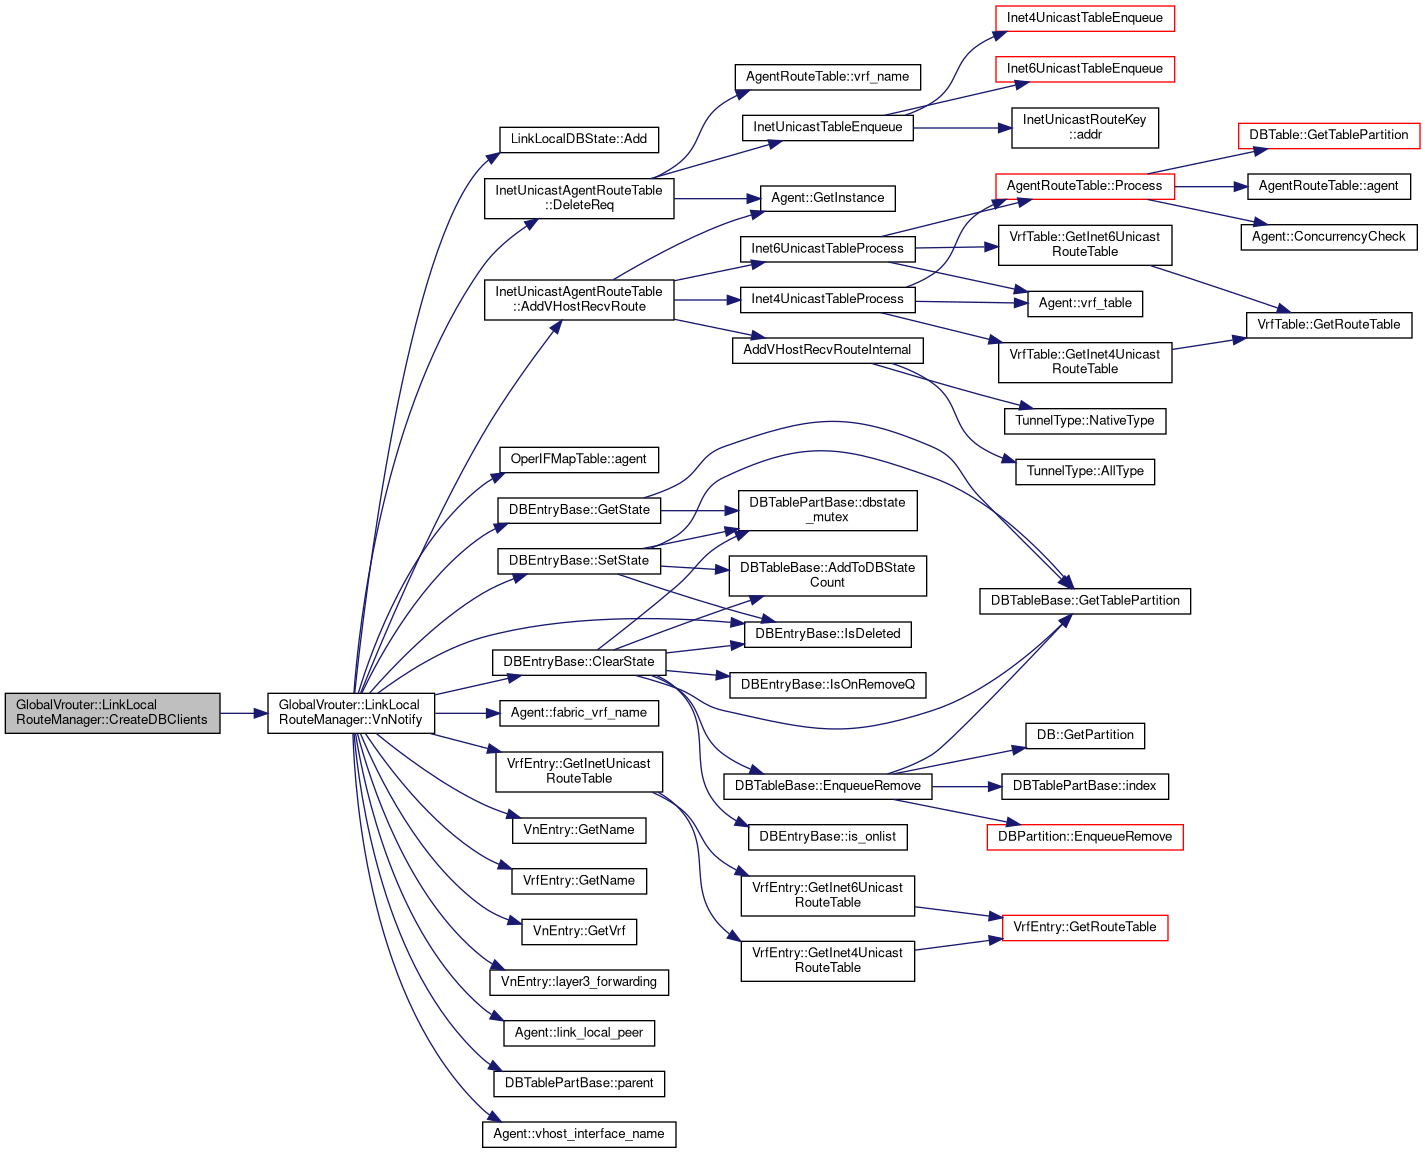 Inet4UnicastTableEnqueue
Inet6UnicastTableEnqueue
AgentRouteTable::vrf_name
InetUnicastTableEnqueue
InetUnicastRouteKey
::addr
LinkLocalDBState::Add
DBTable::GetTablePartition
InetUnicastAgentRouteTable
::DeleteReq
Agent::GetInstance
AgentRouteTable::Process
AgentRouteTable::agent
Agent::ConcurrencyCheck
Inet6UnicastTableProcess
VrfTable::GetInet6Unicast
RouteTable
InetUnicastAgentRouteTable
::AddVHostRecvRoute
Inet4UnicastTableProcess
Agent::vrf_table
VrfTable::GetRouteTable
AddVHostRecvRouteInternal
VrfTable::GetInet4Unicast
RouteTable
TunnelType::NativeType
OperIFMapTable::agent
TunnelType::AllType
DBEntryBase::GetState
DBTablePartBase::dbstate
_mutex
DBEntryBase::SetState
DBTableBase::AddToDBState
Count
DBTableBase::GetTablePartition
DBEntryBase::IsDeleted
DBEntryBase::ClearState
DBEntryBase::IsOnRemoveQ
GlobalVrouter::LinkLocal
RouteManager::CreateDBClients
GlobalVrouter::LinkLocal
RouteManager::VnNotify
Agent::fabric_vrf_name
DB::GetPartition
VrfEntry::GetInetUnicast
RouteTable
DBTableBase::EnqueueRemove
DBTablePartBase::index
VnEntry::GetName
DBEntryBase::is_onlist
DBPartition::EnqueueRemove
VrfEntry::GetName
VrfEntry::GetInet6Unicast
RouteTable
VnEntry::GetVrf
VrfEntry::GetRouteTable
VrfEntry::GetInet4Unicast
RouteTable
VnEntry::layer3_forwarding
Agent::link_local_peer
DBTablePartBase::parent
Agent::vhost_interface_name